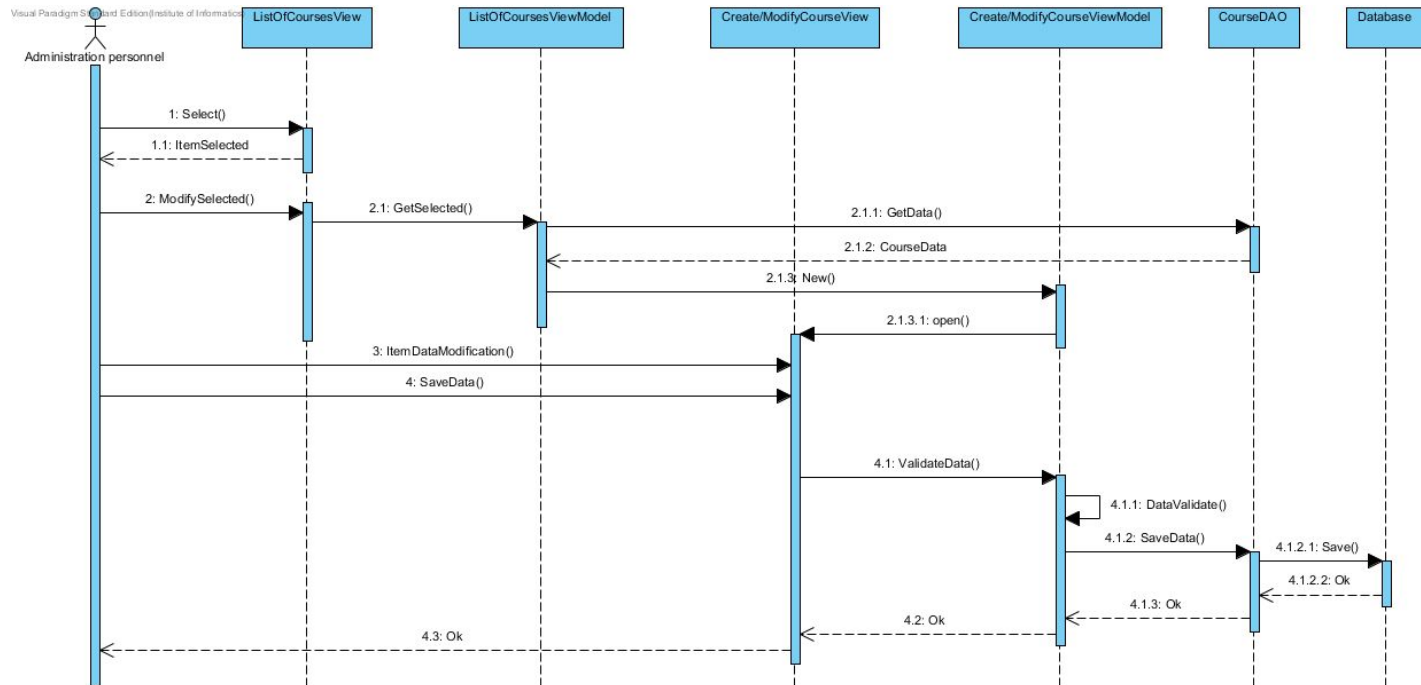 Visual Paradigm Standard Edition(Institute of Informatics)
ListOfCoursesView
ListOfCoursesViewModel
Create/ModifyCourseView
Create/ModifyCourseViewModel
CourseDAO
Database
Administration personnel
1: Select()
1.1: ItemSelected
2: ModifySelected()
2.1: GetSelected()
2.1.1: GetData()
2.1.2: CourseData
2.1.3: New()
2.1.3.1: open()
3: ItemDataModification()
4: SaveData()
4.1: ValidateData()
4.1.1: DataValidate()
4.1.2: SaveData()
4.1.2.1: Save()
4.1.2.2: Ok
4.1.3: Ok
4.2: Ok
4.3: Ok